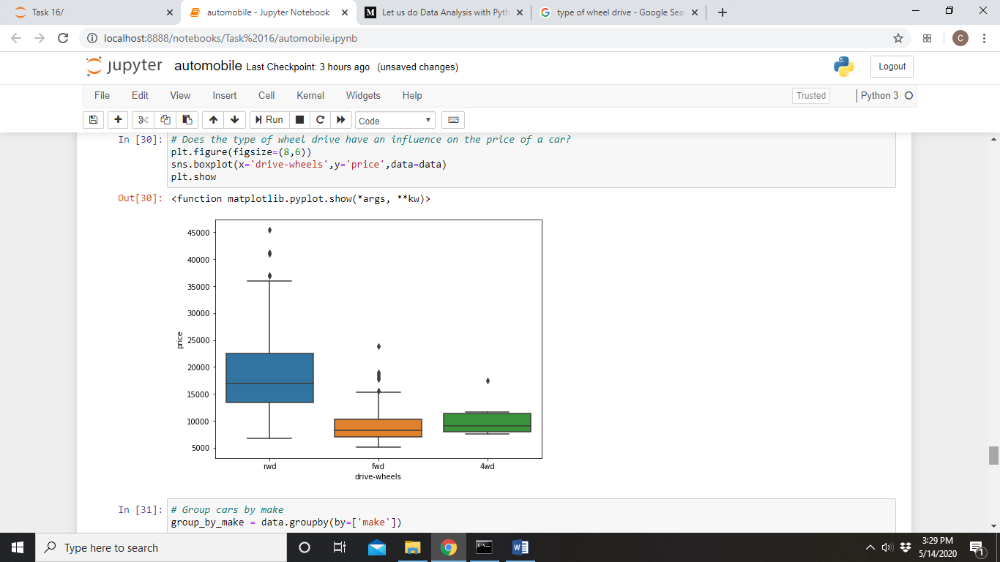 Task 16/
automobile - Jupyter Notebook
Let us do Data Analysis with Pyth
type of wheel drive - Google Sea
localhost:8888/notebooks/Task%2016/automobile.ipynb
C
jupyter automobile Last Checkpoint: 3 hours ago (unsaved changes)
Logout
File Edit View Insert Cell Kernel Widgets Help
Trusted
Python 3
Run
Code
In [30]: # Does the type of wheel drive have an influence on the price of a car?
plt.figure(figsize=(8,6))
sns.boxplot(x='drive-wheels',y='price',data=data)
plt.show
Out[30]: <function matplotlib.pyplot.show(*args, **kw)>
45000
40000
35000
30000
25000
20000
15000
10000
5000
price
rwd fwd 4wd
drive-wheels
In [31]: # Group cars by make
group_by_make = data.groupby(by=['make'])
Type here to search
3:29 PM
5/14/2020
1